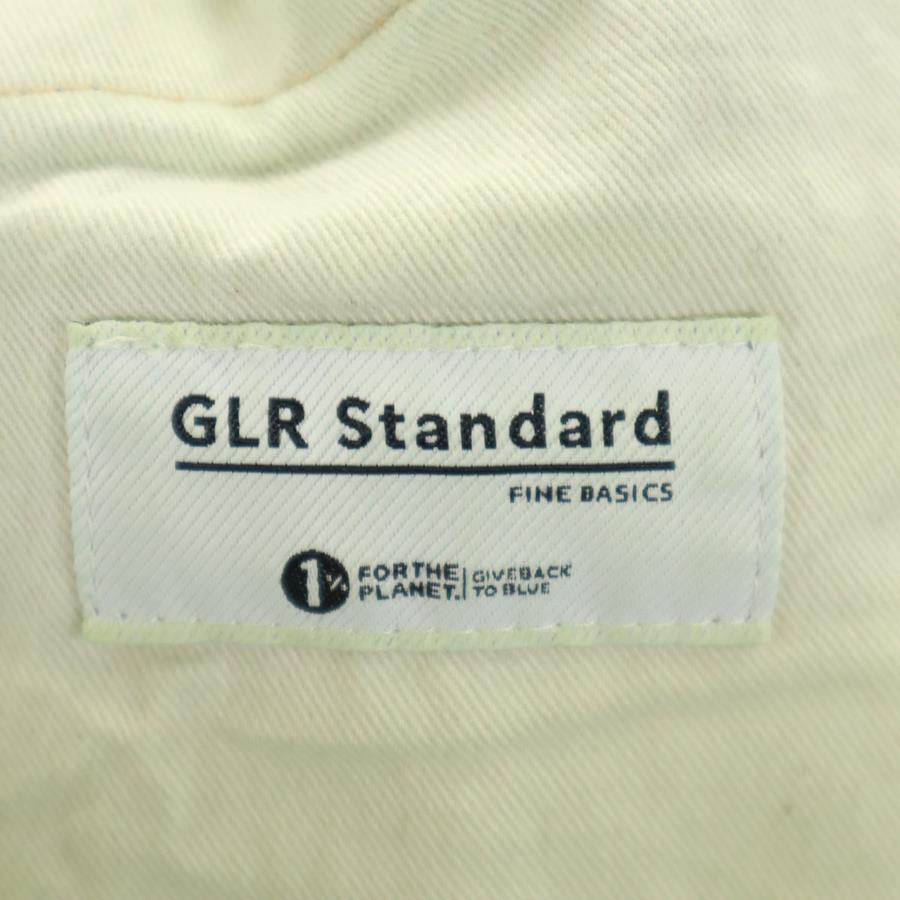 GLR Standard
FINE BASICS
1% FOR THE | GIVEBACK
PLANET. | TO BLUE